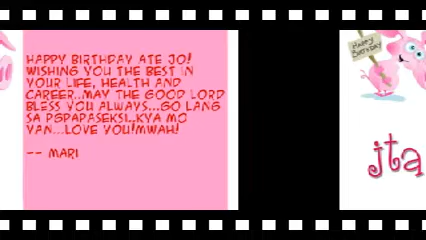 HAPPY BIRTHDAY ATE JO!
WISHING YOU THE BEST IN
YOUR LIFE, HEALTH AND
CAREER..MAY THE GOOD LORD
BLESS YOU ALWAYS...GO LANG
SA PGPAPASEKSI..KYA MO
YAN...LOVE YOU!MWAH!
-- MARI
Happy
Birthday
jta